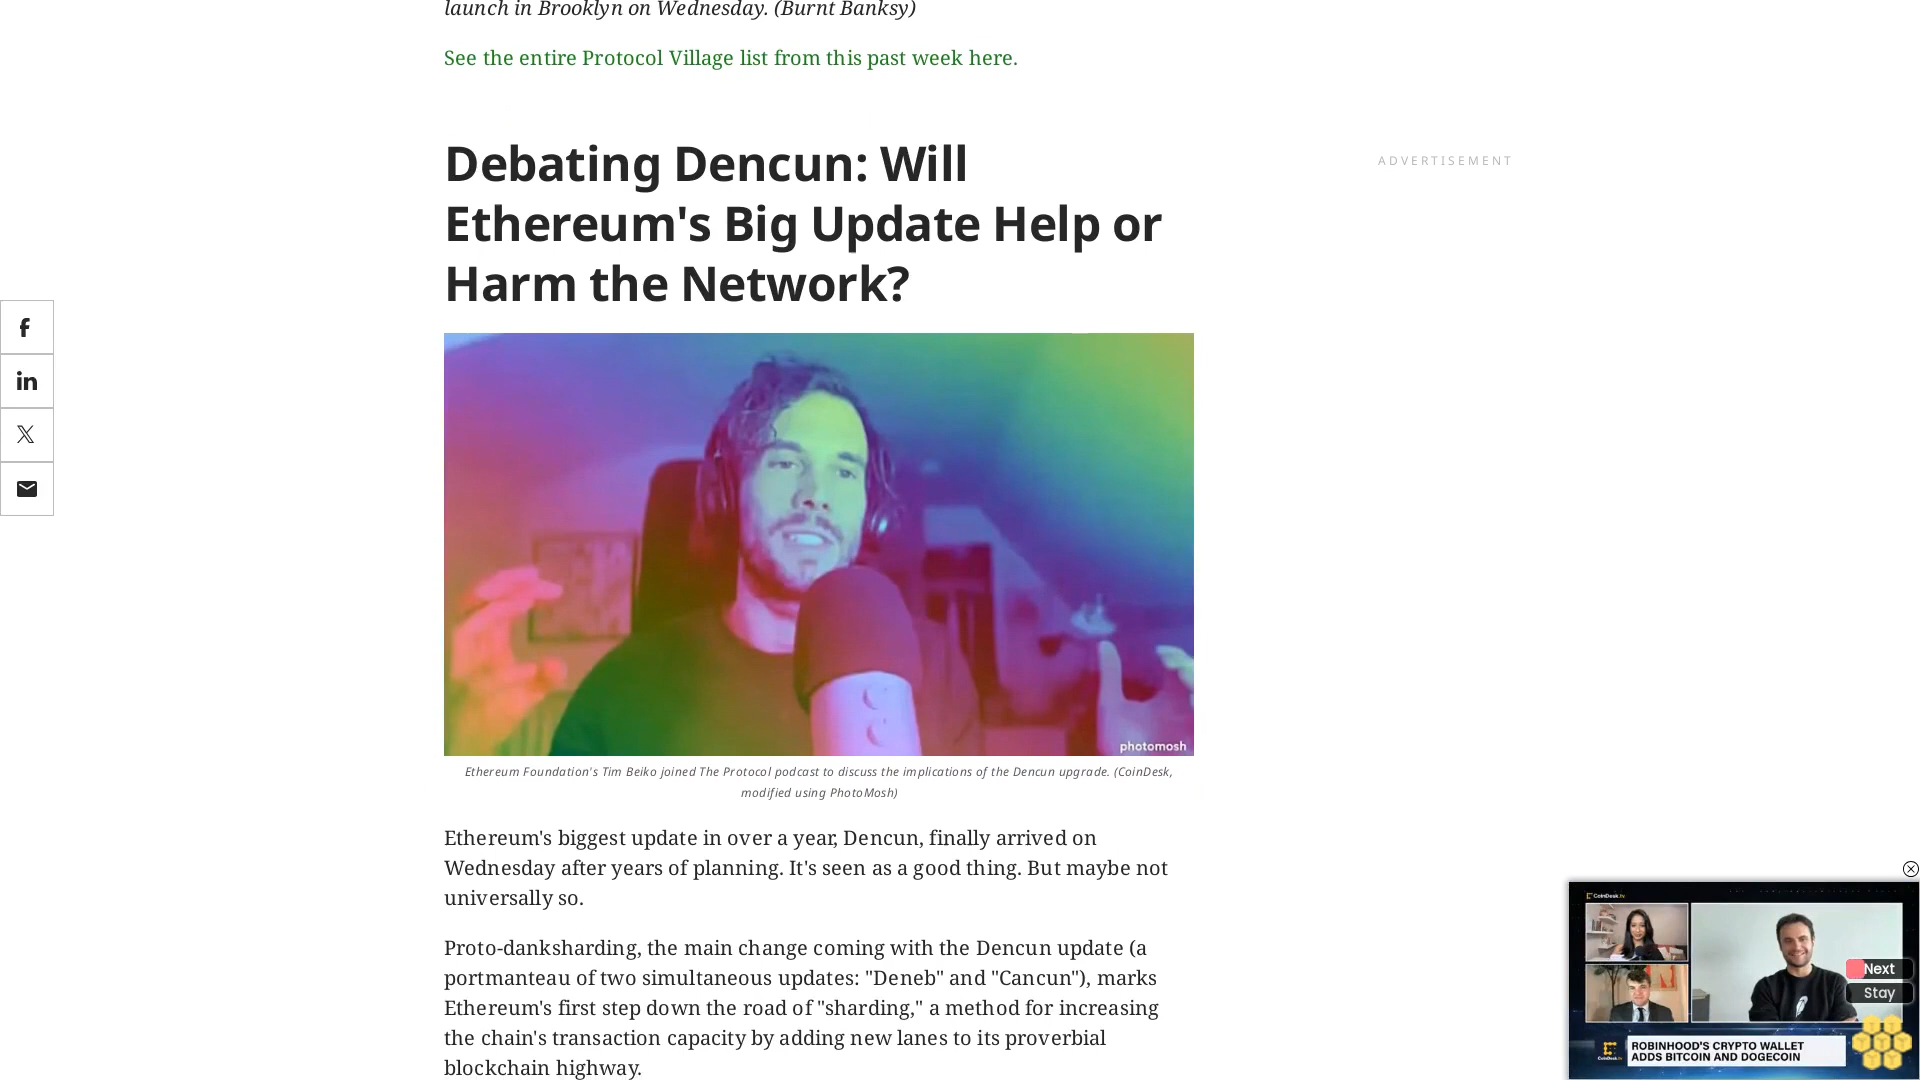 launch in Brooklyn on Wednesday. (Burnt Banksy)
See the entire Protocol Village list from this past week here.
Debating Dencun: Will
Ethereum's Big Update Help or
Harm the Network?
ADVERTISEMENT
photomosh
Ethereum Foundation's Tim Beiko joined The Protocol podcast to discuss the implications of the Dencun upgrade. (CoinDesk,
modified using PhotoMosh)
Ethereum's biggest update in over a year, Dencun, finally arrived on
Wednesday after years of planning. It's seen as a good thing. But maybe not
universally so.
Proto-danksharding, the main change coming with the Dencun update (a
portmanteau of two simultaneous updates: "Deneb" and "Cancun"), marks
Ethereum's first step down the road of "sharding," a method for increasing
the chain's transaction capacity by adding new lanes to its proverbial
blockchain highway.
CoinDesk.tv
Next
Stay
CoinDesk.tv
ROBINHOOD'S CRYPTO WALLET
ADDS BITCOIN AND DOGECOIN